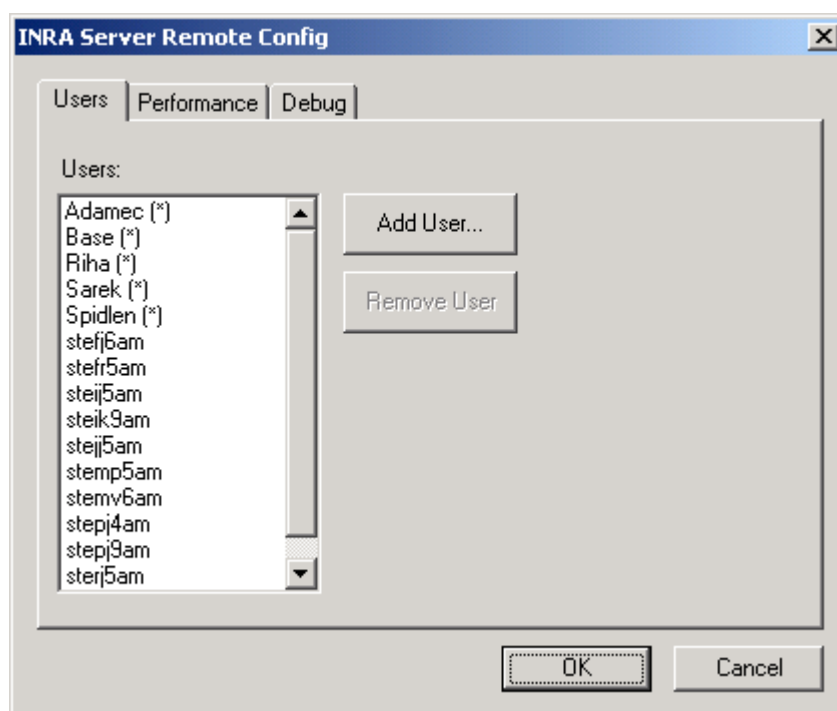 INRA Server Remote Config
Users Performance Debug
Users:
Adamec (*)
Base (*)
Riha (*)
Sarek (*)
Spidlen (*)
stefj6am
stefr5am
steij5am
steik9am
stejj5am
stemp5am
stemv6am
stepj4am
stepj9am
sterj5am
Add User...
Remove User
OK Cancel